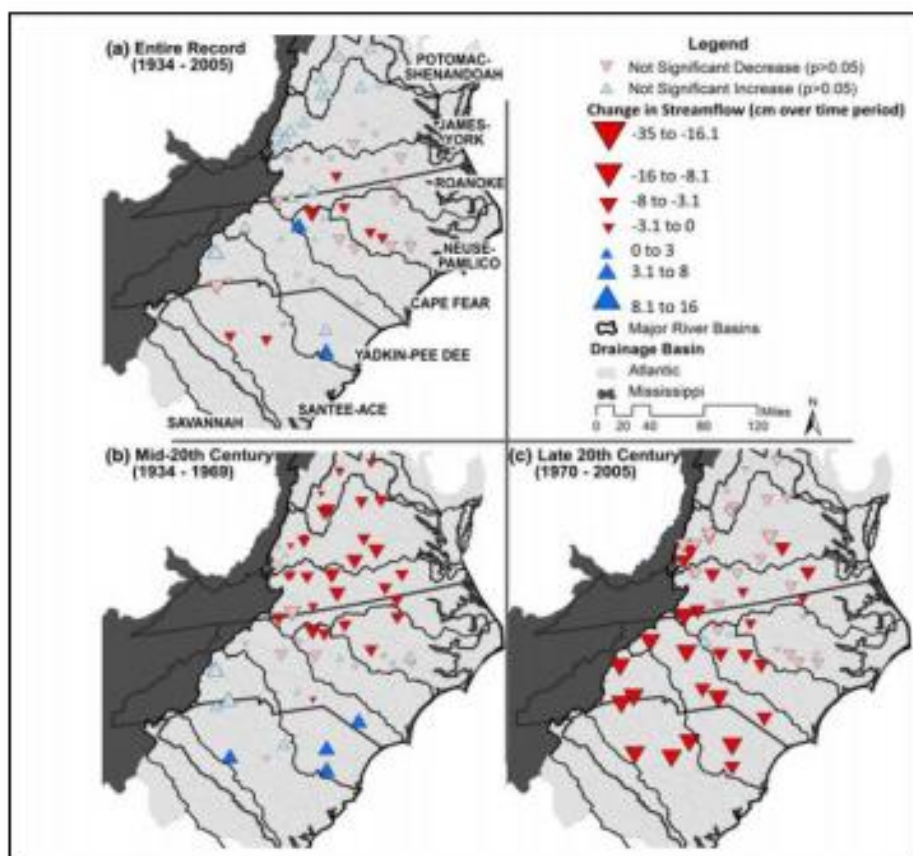 (a) Entire Record
(1934 - 2005)
POTOMAC-
SHENANDOAH
JAMES-
YORK
ROANOKE
NEUSE-
PAMLICO
CAPE FEAR
YADKIN-PEE DEE
SANTEE-ACE
SAVANNAH
Legend
Not Significant Decrease (p>0.05)
Not Significant Increase (p>0.05)
Change in Streamflow (cm over time period)
-35 to -16.1
-16 to -8.1
-8 to -3.1
-3.1 to 0
0 to 3
3.1 to 8
8.1 to 16
Major River Basins
Drainage Basin
Atlantic
Mississippi
N
Miles
0 20 40 80 120
(b) Mid-20th Century
(1934 - 1969)
(c) Late 20th Century
(1970 - 2005)